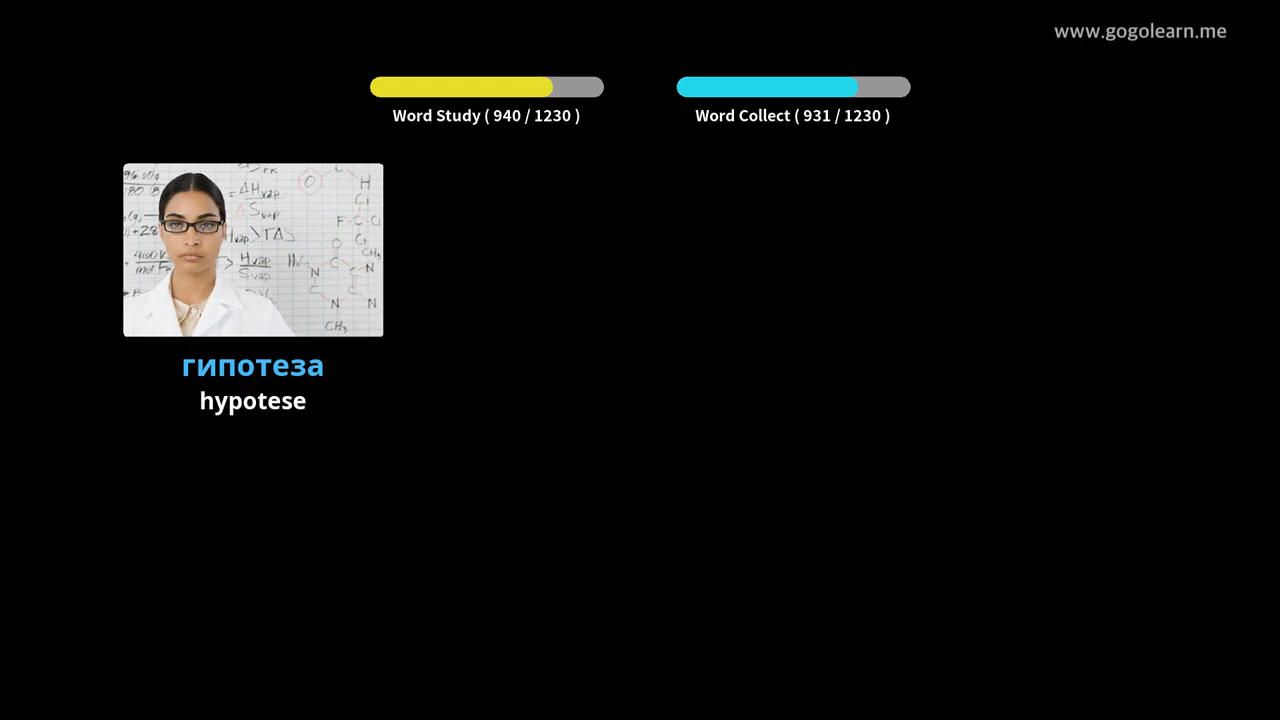 www.gogolearn.me
Word Study ( 940 / 1230 )
Word Collect ( 931 / 1230 )
гипотеза
hypotese